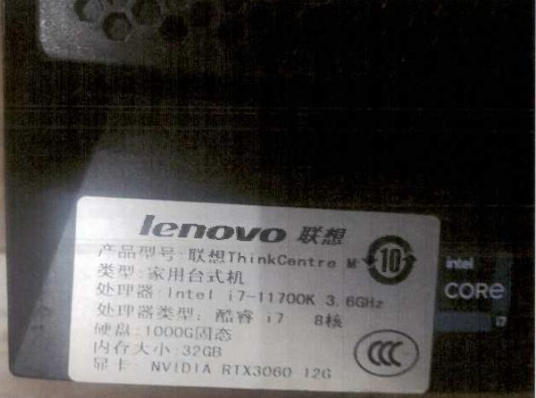 lenovo 联想
产品型号:联想ThinkCentre M
10
类型:家用台式机
处理器:Intel i7-11700K 3.6GHz
处理器类型: 酷睿 i7 8核
硬盘:1000G固态
内存大小:32GB
显卡: NVIDIA RTX3060 12G
CCC
intel
CORE
i7